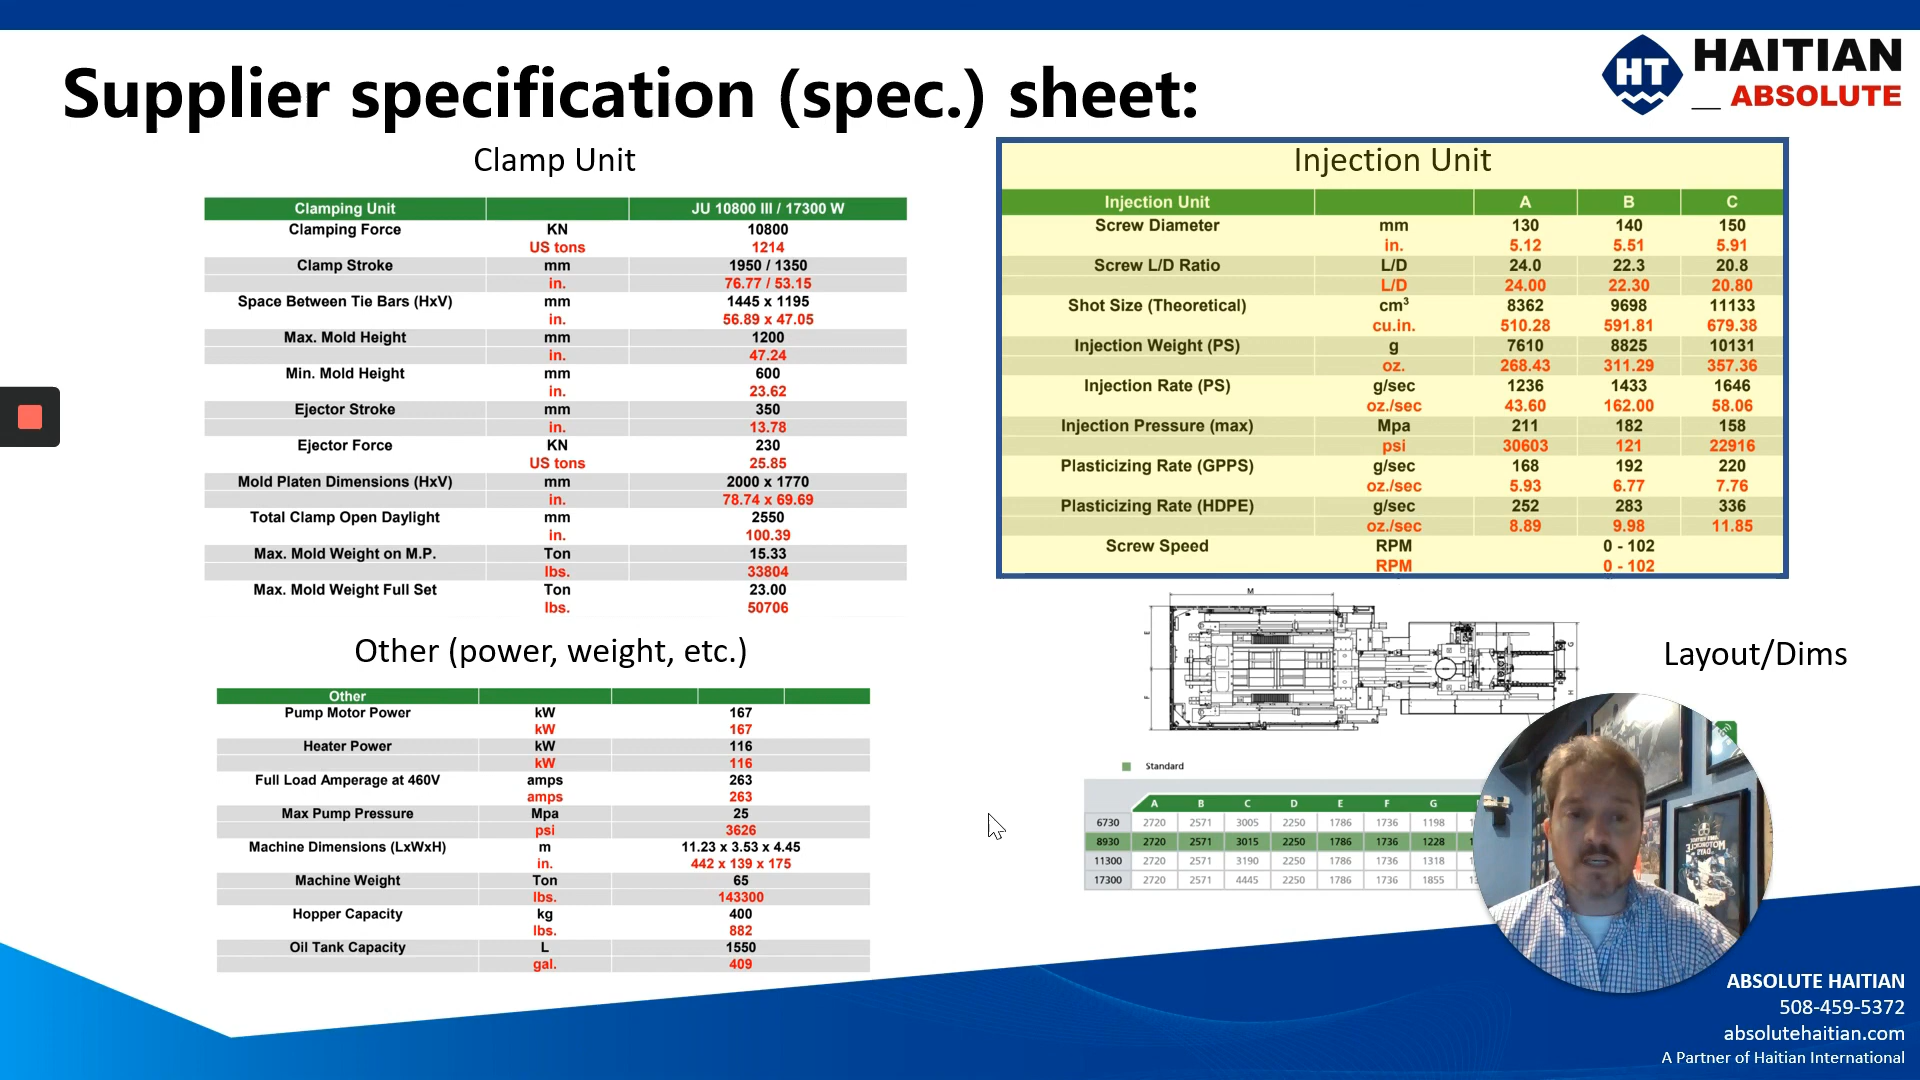 Supplier specification (spec.) sheet:
HT HAITIAN
ABSOLUTE
Clamp Unit
Clamping Unit JU 10800 III / 17300 W
Clamping Force KN 10800
US tons 1214
Clamp Stroke mm 1950 / 1350
in. 76.77 / 53.15
Space Between Tie Bars (HxV) mm 1445 x 1195
in. 56.89 x 47.05
Max. Mold Height mm 1200
in. 47.24
Min. Mold Height mm 600
in. 23.62
Ejector Stroke mm 350
in. 13.78
Ejector Force KN 230
US tons 25.85
Mold Platen Dimensions (HxV) mm 2000 x 1770
in. 78.74 x 69.69
Total Clamp Open Daylight mm 2550
in. 100.39
Max. Mold Weight on M.P. Ton 15.33
lbs. 33804
Max. Mold Weight Full Set Ton 23.00
lbs. 50706
Injection Unit
Injection Unit A B C
Screw Diameter mm 130 140 150
in. 5.12 5.51 5.91
Screw L/D Ratio L/D 24.0 22.3 20.8
L/D 24.00 22.30 20.80
Shot Size (Theoretical) cm³ 8362 9698 11133
cu.in. 510.28 591.81 679.38
Injection Weight (PS) g 7610 8825 10131
oz. 268.43 311.29 357.36
Injection Rate (PS) g/sec 1236 1433 1646
oz./sec 43.60 162.00 58.06
Injection Pressure (max) Mpa 211 182 158
psi 30603 121 22916
Plasticizing Rate (GPPS) g/sec 168 192 220
oz./sec 5.93 6.77 7.76
Plasticizing Rate (HDPE) g/sec 252 283 336
oz./sec 8.89 9.98 11.85
Screw Speed RPM 0 - 102
RPM 0 - 102
Other (power, weight, etc.)
Other
Pump Motor Power kW 167
kW 167
Heater Power kW 116
kW 116
Full Load Amperage at 460V amps 263
amps 263
Max Pump Pressure Mpa 25
psi 3626
Machine Dimensions (LxWxH) m 11.23 x 3.53 x 4.45
in. 442 x 139 x 175
Machine Weight Ton 65
lbs. 143300
Hopper Capacity kg 400
lbs. 882
Oil Tank Capacity L 1550
gal. 409
Layout/Dims
M
E
F
G
H
Standard
A B C D E F G
6730 2720 2571 3005 2250 1786 1736 1198
8930 2720 2571 3015 2250 1786 1736 1228
11300 2720 2571 3190 2250 1786 1736 1318
17300 2720 2571 4445 2250 1786 1736 1855
ABSOLUTE HAITIAN
508-459-5372
absolutehaitian.com
A Partner of Haitian International